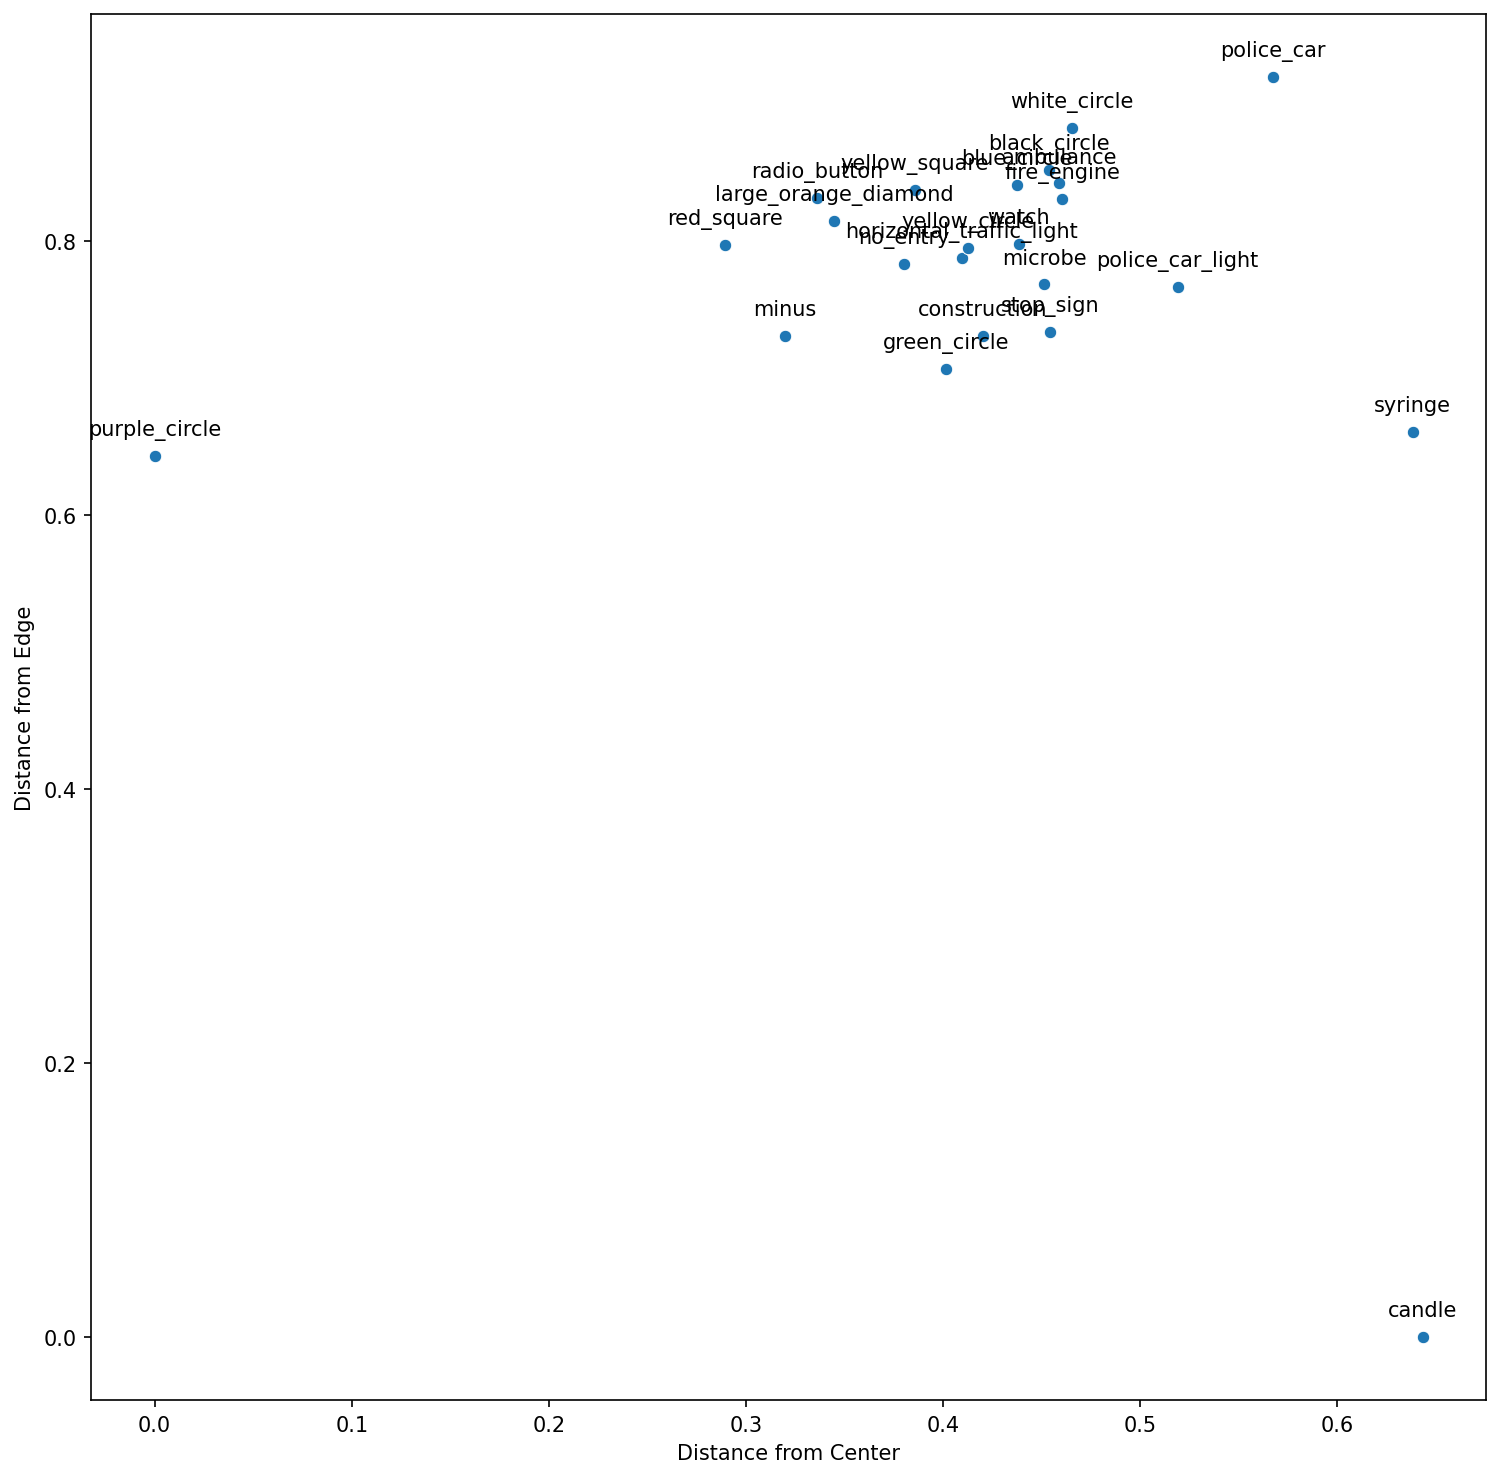 police_car
white_circle
black_circle
blue_circle
ambulance
yellow_square
radio_button
fire_engine
large_orange_diamond
red_square
watch
yellow_circle
horizontal_traffic_light
no_entry
microbe
police_car_light
minus
construction
stop_sign
green_circle
syringe
purple_circle
candle
0.8
0.6
0.4
0.2
0.0
Distance from Edge
0.0 0.1 0.2 0.3 0.4 0.5 0.6
Distance from Center